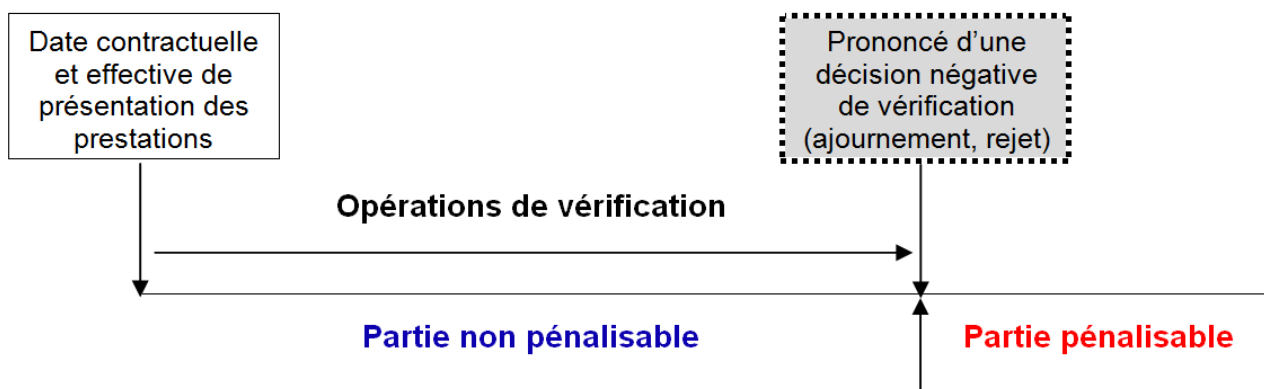 Date contractuelle
et effective de
présentation des
prestations
Prononcé d’une
décision négative
de vérification
(ajournement, rejet)
Opérations de vérification
Partie non pénalisable
Partie pénalisable